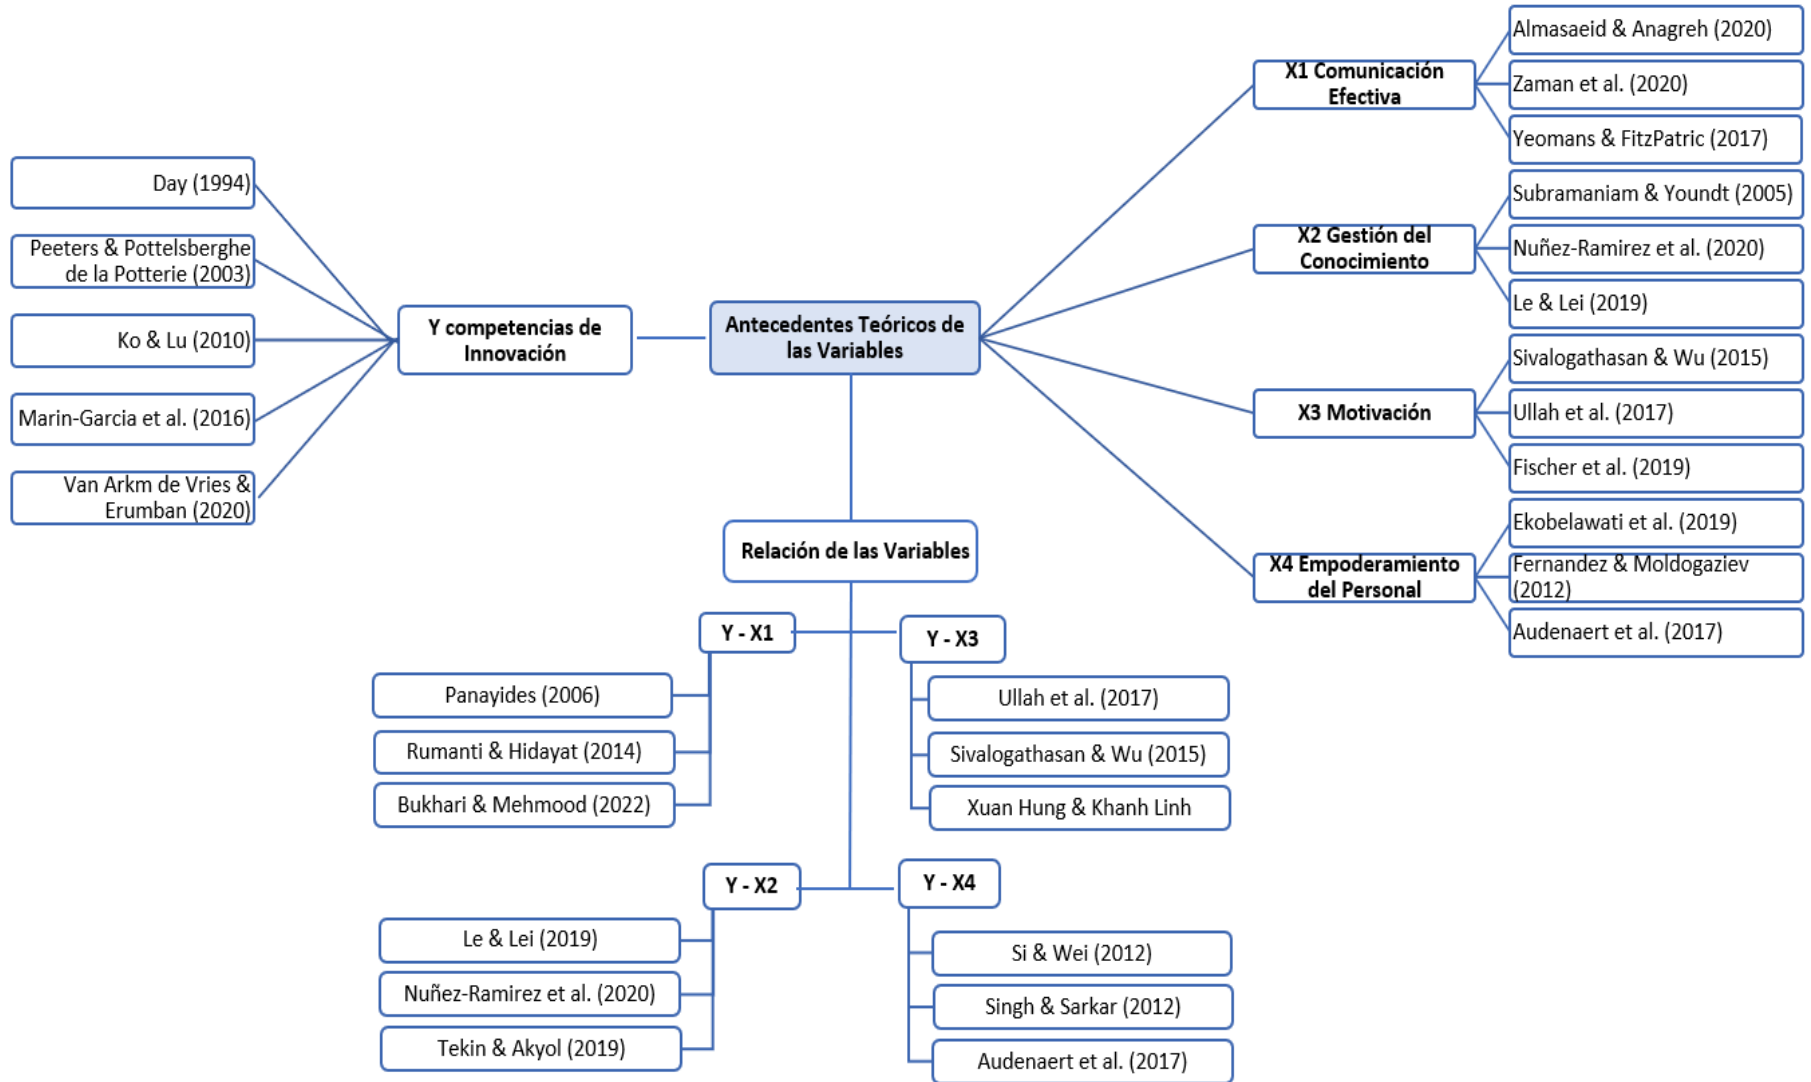 Day (1994)
Peeters & Pottelsberghe
de la Potterie (2003)
Ko & Lu (2010)
Marin-Garcia et al. (2016)
Van Arkm de Vries &
Erumban (2020)
Y competencias de
Innovación
Antecedentes Teóricos de
las Variables
X1 Comunicación
Efectiva
Almasaeid & Anagreh (2020)
Zaman et al. (2020)
Yeomans & FitzPatric (2017)
X2 Gestión del
Conocimiento
Subramaniam & Youndt (2005)
Nuñez-Ramirez et al. (2020)
Le & Lei (2019)
X3 Motivación
Sivalogathasan & Wu (2015)
Ullah et al. (2017)
Fischer et al. (2019)
X4 Empoderamiento
del Personal
Ekobelawati et al. (2019)
Fernandez & Moldogaziev
(2012)
Audenaert et al. (2017)
Relación de las Variables
Y - X1
Panayides (2006)
Rumanti & Hidayat (2014)
Bukhari & Mehmood (2022)
Y - X3
Ullah et al. (2017)
Sivalogathasan & Wu (2015)
Xuan Hung & Khanh Linh
Y - X2
Le & Lei (2019)
Nuñez-Ramirez et al. (2020)
Tekin & Akyol (2019)
Y - X4
Si & Wei (2012)
Singh & Sarkar (2012)
Audenaert et al. (2017)